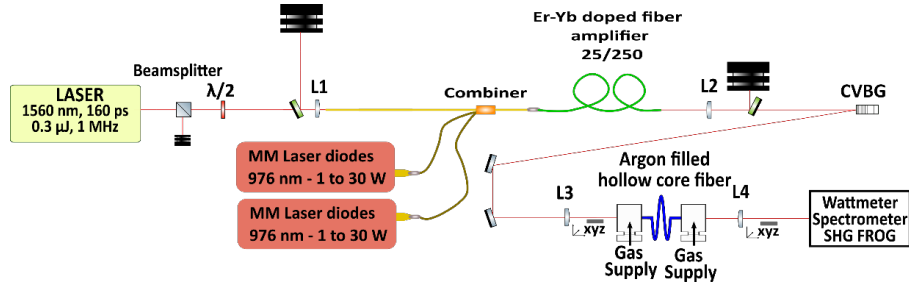 Er-Yb doped fiber
amplifier
25/250
Beamsplitter
λ/2
L1
Combiner
L2
CVBG
LASER
1560 nm, 160 ps
0.3 µJ, 1 MHz
MM Laser diodes
976 nm - 1 to 30 W
MM Laser diodes
976 nm - 1 to 30 W
Argon filled
hollow core fiber
L3
L4
xyz
xyz
Gas
Supply
Gas
Supply
Wattmeter
Spectrometer
SHG FROG